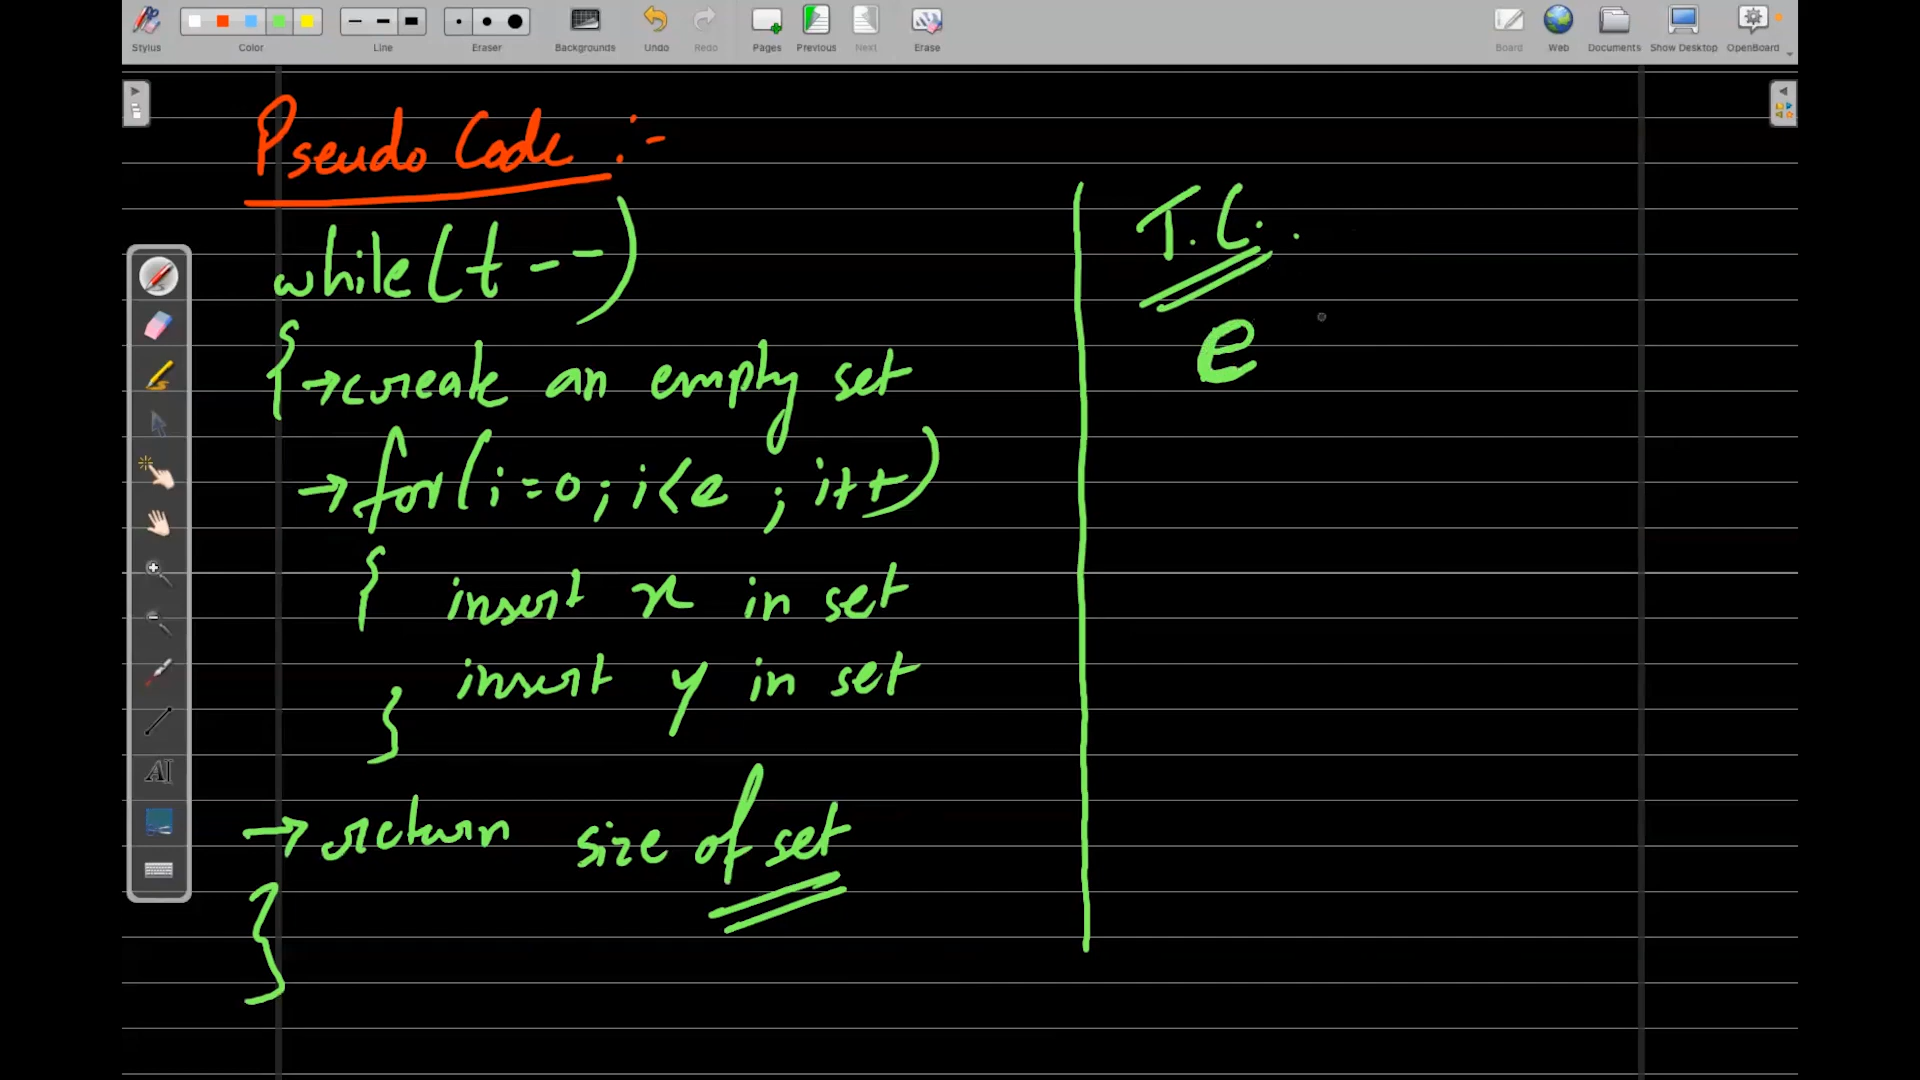 Stylus Color Line Eraser Backgrounds Undo Redo Pages Previous Next Erase Board Web Documents Show Desktop OpenBoard
Pseudo Code :-
while(t--)
{ →create an empty set
→for(i=0; i<e ; i++)
{ insert x in set
insert y in set
}
→return size of set
}
T.C.
e